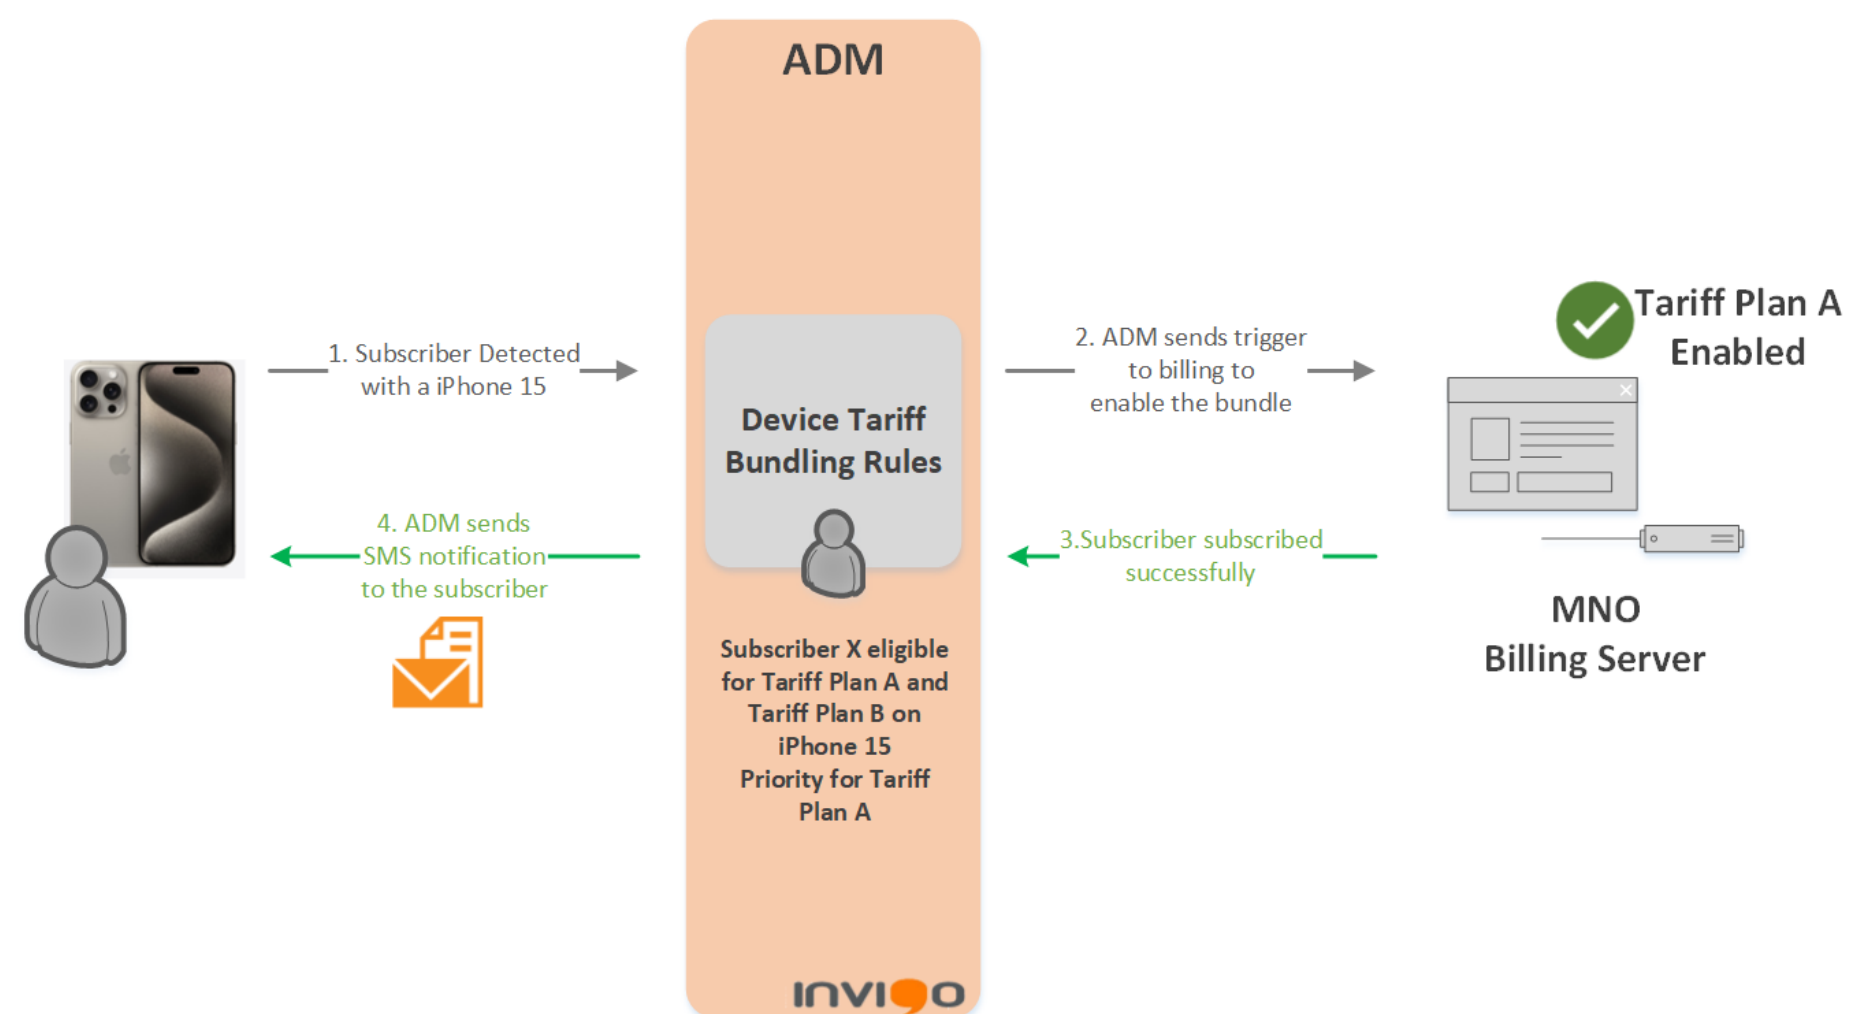 ADM
1. Subscriber Detected
with a iPhone 15
2. ADM sends trigger
to billing to
enable the bundle
Tariff Plan A
Enabled
Device Tariff
Bundling Rules
4. ADM sends
SMS notification
to the subscriber
3.Subscriber subscribed
successfully
MNO
Billing Server
Subscriber X eligible
for Tariff Plan A and
Tariff Plan B on
iPhone 15
Priority for Tariff
Plan A
INVIGO